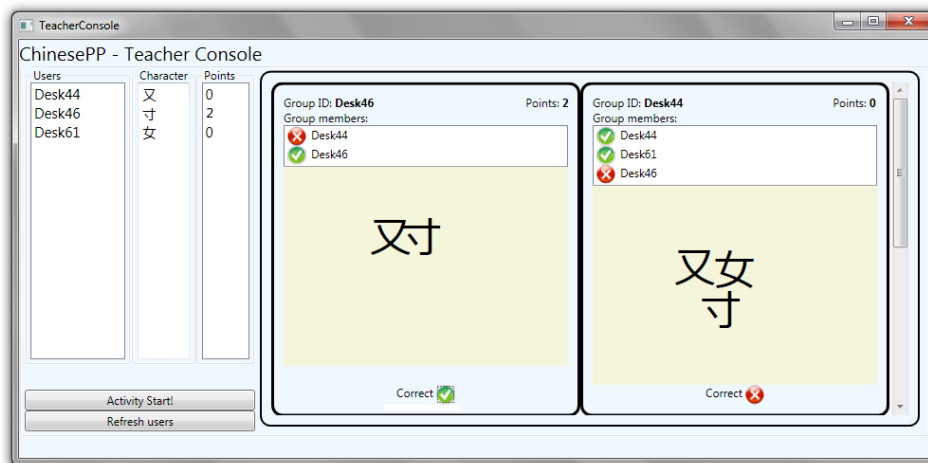 TeacherConsole
ChinesePP - Teacher Console
Users Character Points
Desk44 又 0
Desk46 寸 2
Desk61 女 0
Activity Start!
Refresh users
Group ID: Desk46 Points: 2
Group members:
Desk44
Desk46
又寸
Correct
Group ID: Desk44 Points: 0
Group members:
Desk44
Desk61
Desk46
又女
寸
Correct